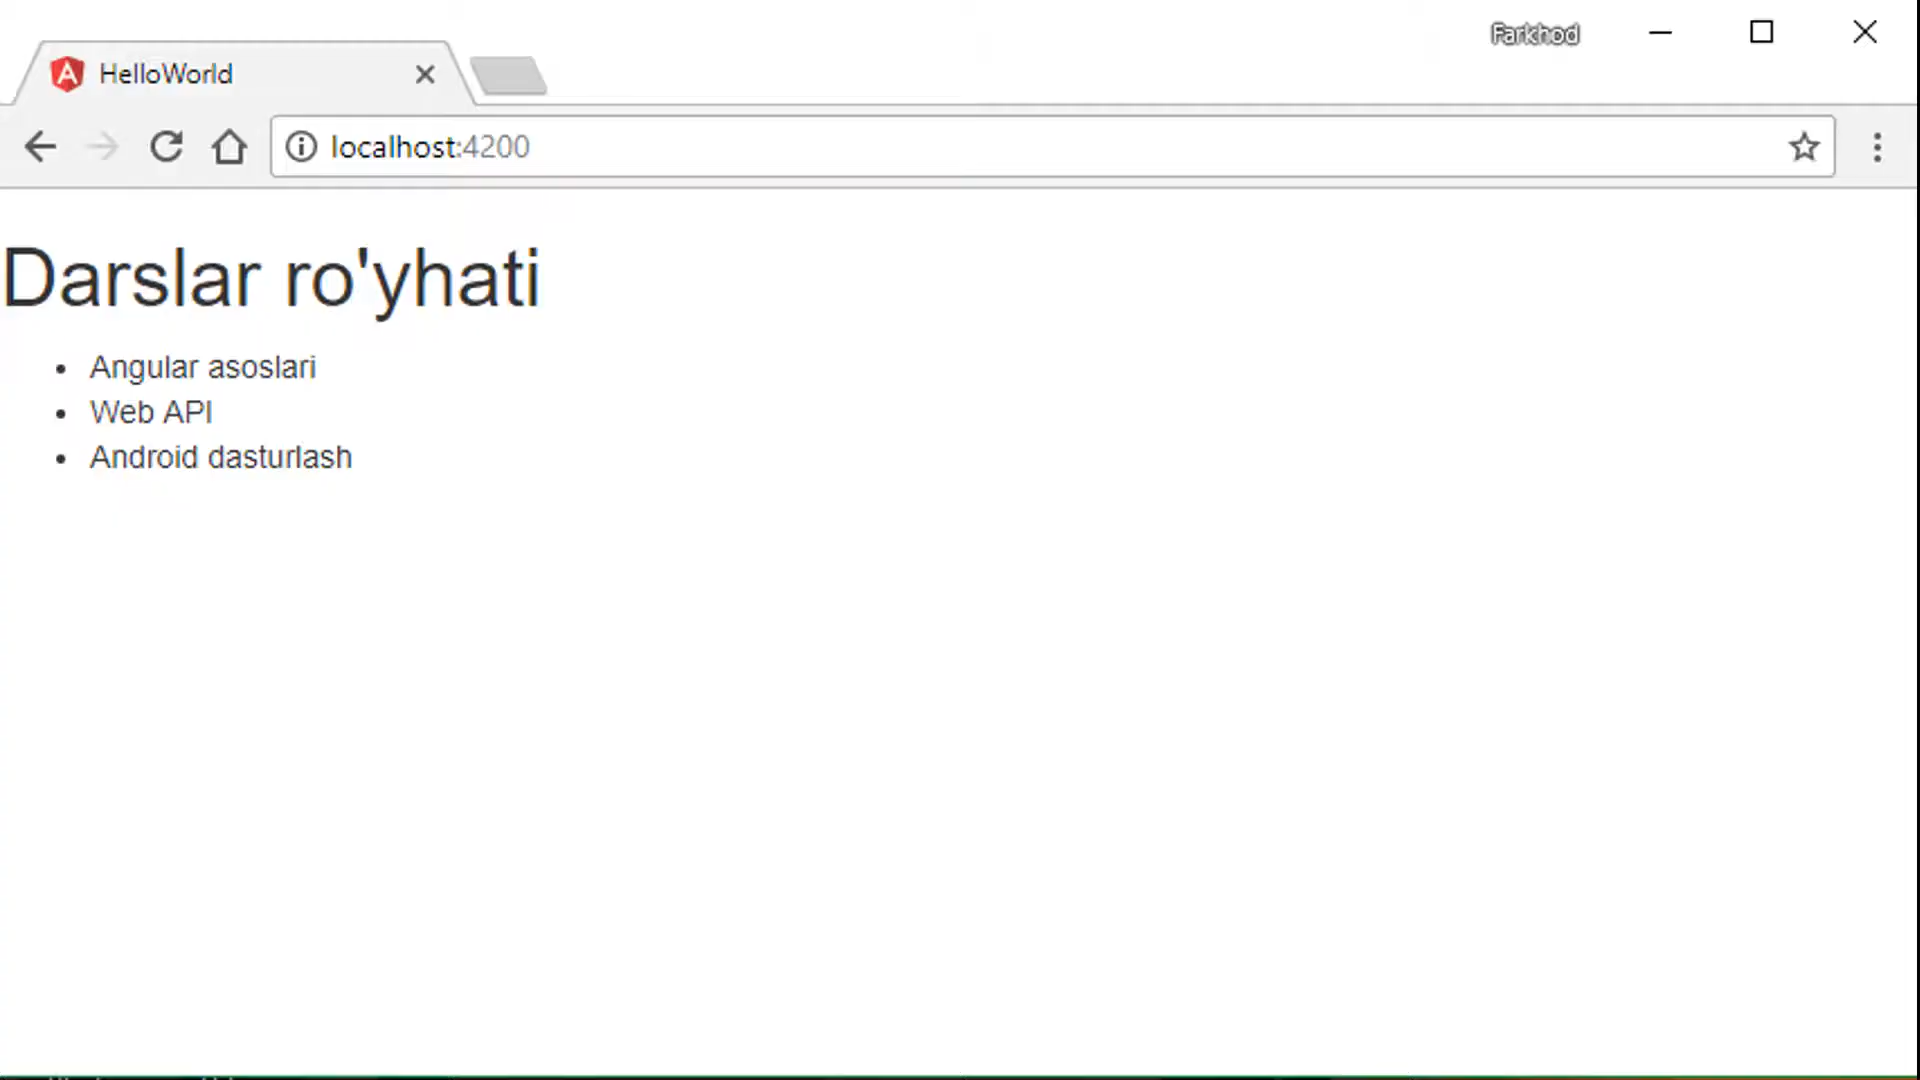 Farkhod
HelloWorld
localhost:4200
Darslar ro'yhati
• Angular asoslari
• Web API
• Android dasturlash